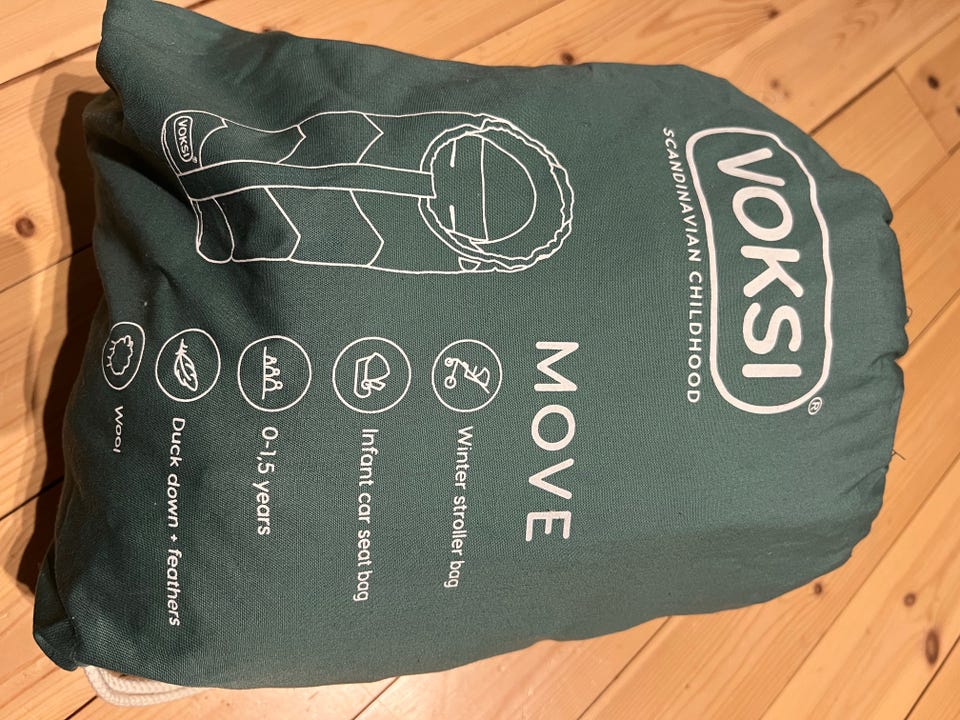 VOKSI®
SCANDINAVIAN CHILDHOOD
MOVE
VOKSI®
Winter stroller bag
Infant car seat bag
0-1,5 years
Duck down + feathers
Wool